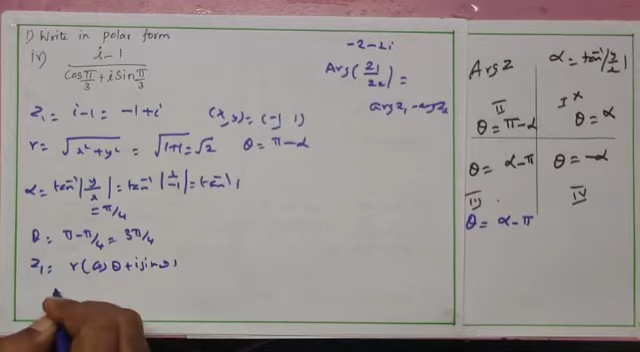 1) Write in polar form
iv) i-1 / cos π/3 + i sin π/3
-2-2i
Arg(z1/z2) =
arg z1 - arg z2
z1 = i-1 = -1+i
(x,y) = (-1, 1)
r = √x²+y² = √1+1 = √2 θ = π-α
α = tan⁻¹|y/x| = tan⁻¹|1/-1| = tan⁻¹ 1
= π/4
θ = π-π/4 = 3π/4
z1 = r(cos θ + i sin θ)
Arg z α = tan⁻¹|y/x|
II I
θ = π-α θ = α
θ = α-π θ = -α
III IV
θ = α-π